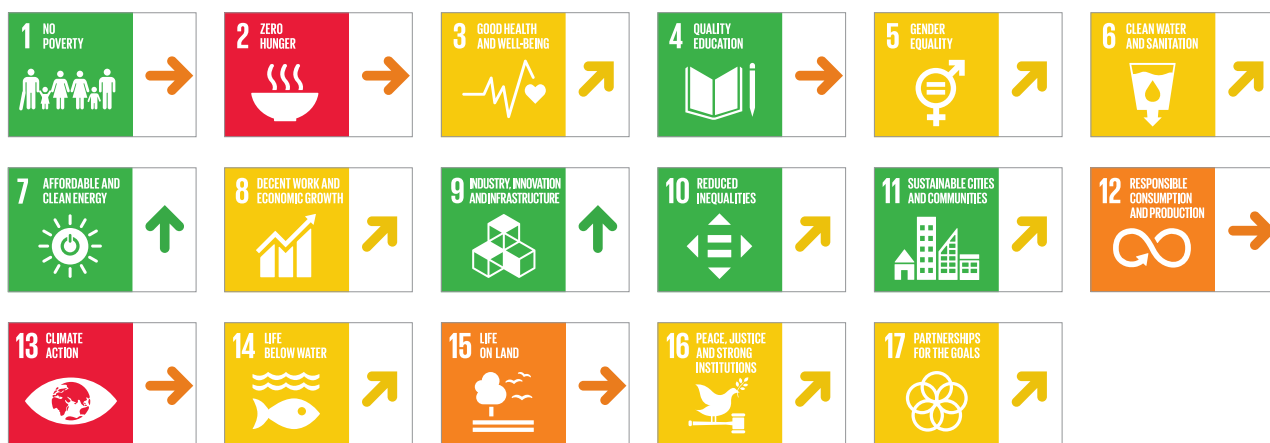 1 NO
POVERTY
2 ZERO
HUNGER
3 GOOD HEALTH
AND WELL-BEING
4 QUALITY
EDUCATION
5 GENDER
EQUALITY
6 CLEAN WATER
AND SANITATION
7 AFFORDABLE AND
CLEAN ENERGY
8 DECENT WORK AND
ECONOMIC GROWTH
9 INDUSTRY, INNOVATION
AND INFRASTRUCTURE
10 REDUCED
INEQUALITIES
11 SUSTAINABLE CITIES
AND COMMUNITIES
12 RESPONSIBLE
CONSUMPTION
AND PRODUCTION
13 CLIMATE
ACTION
14 LIFE
BELOW WATER
15 LIFE
ON LAND
16 PEACE, JUSTICE
AND STRONG
INSTITUTIONS
17 PARTNERSHIPS
FOR THE GOALS